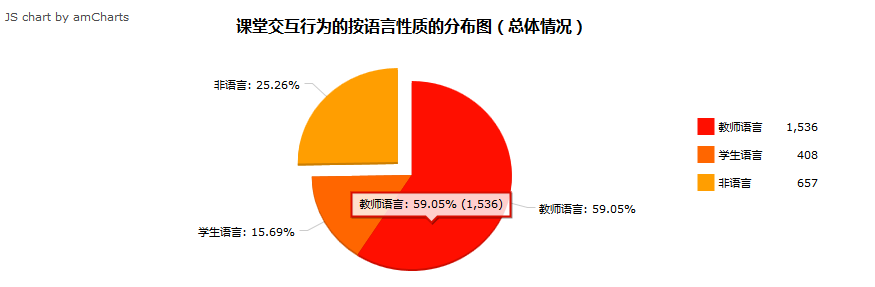 JS chart by amCharts
课堂交互行为的按语言性质的分布图（总体情况）
非语言: 25.26%
教师语言 1,536
学生语言 408
非语言 657
教师语言: 59.05% (1,536)
教师语言: 59.05%
学生语言: 15.69%